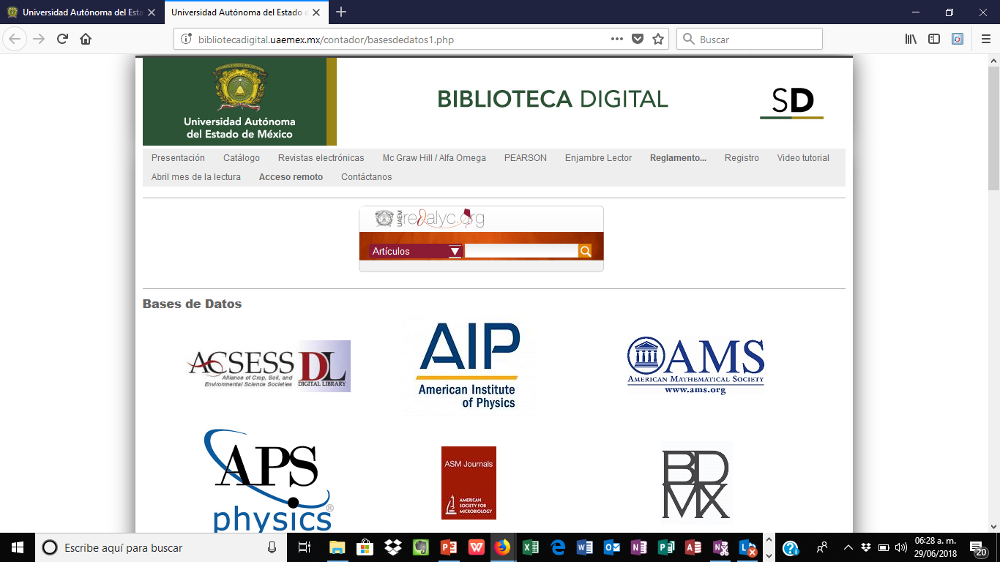 Universidad Autónoma del Esta
Universidad Autónoma del Estado d
bibliotecadigital.uaemex.mx/contador/basesdedatos1.php
Buscar
Universidad Autónoma
del Estado de México
BIBLIOTECA DIGITAL
SD
Presentación Catálogo Revistas electrónicas Mc Graw Hill / Alfa Omega PEARSON Enjambre Lector Reglamento... Registro Video tutorial
Abril mes de la lectura Acceso remoto Contáctanos
UAEM redalyc.org
Artículos
Bases de Datos
ACSESS DL
Alliance of Crop, Soil, and
Environmental Science Societies
DIGITAL LIBRARY
AIP
American Institute
of Physics
AMS
AMERICAN MATHEMATICAL SOCIETY
www.ams.org
APS
physics®
ASM Journals
AMERICAN
SOCIETY FOR
MICROBIOLOGY
BD
MX
Escribe aquí para buscar
06:28 a. m.
29/06/2018
20